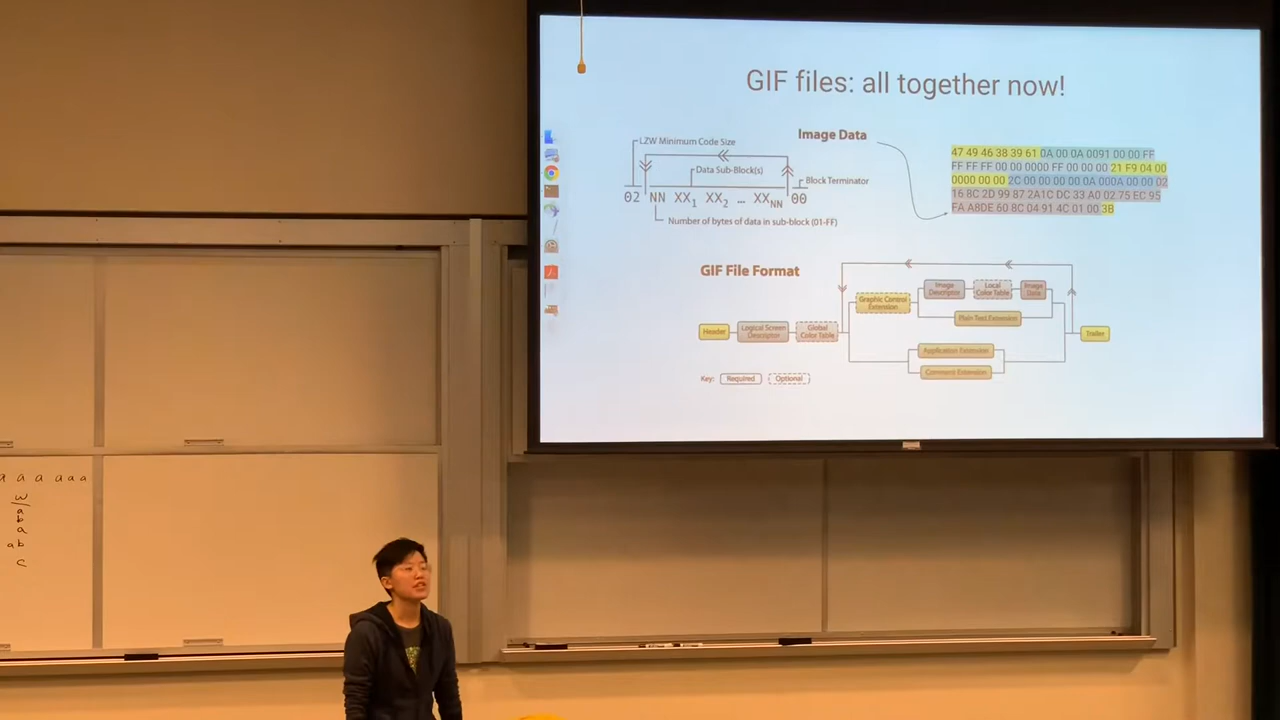 GIF files: all together now!
Image Data
LZW Minimum Code Size
Data Sub-Block(s)
Block Terminator
02 NN XX1 XX2 … XXNN 00
Number of bytes of data in sub-block (01-FF)
47 49 46 38 39 61 0A 00 0A 0091 00 00 FF
FF FF FF 00 00 0000 FF 00 00 00 21 F9 04 00
0000 00 00 2C 00 00 00 00 0A 000A 00 00 02
16 8C 2D 99 87 2A1C DC 33 A0 02 75 EC 95
FA A8DE 60 8C 04 91 4C 01 00 3B
GIF File Format
Header
Logical Screen
Descriptor
Global
Color Table
Graphic Control
Extension
Image
Descriptor
Local
Color Table
Image
Data
Plain Text Extension
Application Extension
Comment Extension
Trailer
Key: Required Optional
a a a a a a
w
a
b
a
ab
c